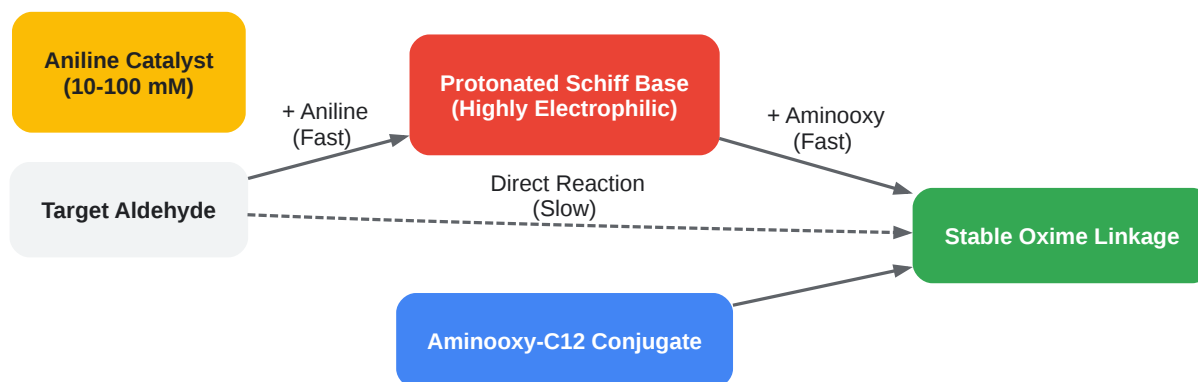 Aniline Catalyst
(10-100 mM)
Protonated Schiff Base
(Highly Electrophilic)
+ Aniline
(Fast)
+ Aminooxy
(Fast)
Target Aldehyde
Direct Reaction
(Slow)
Stable Oxime Linkage
Aminooxy-C12 Conjugate